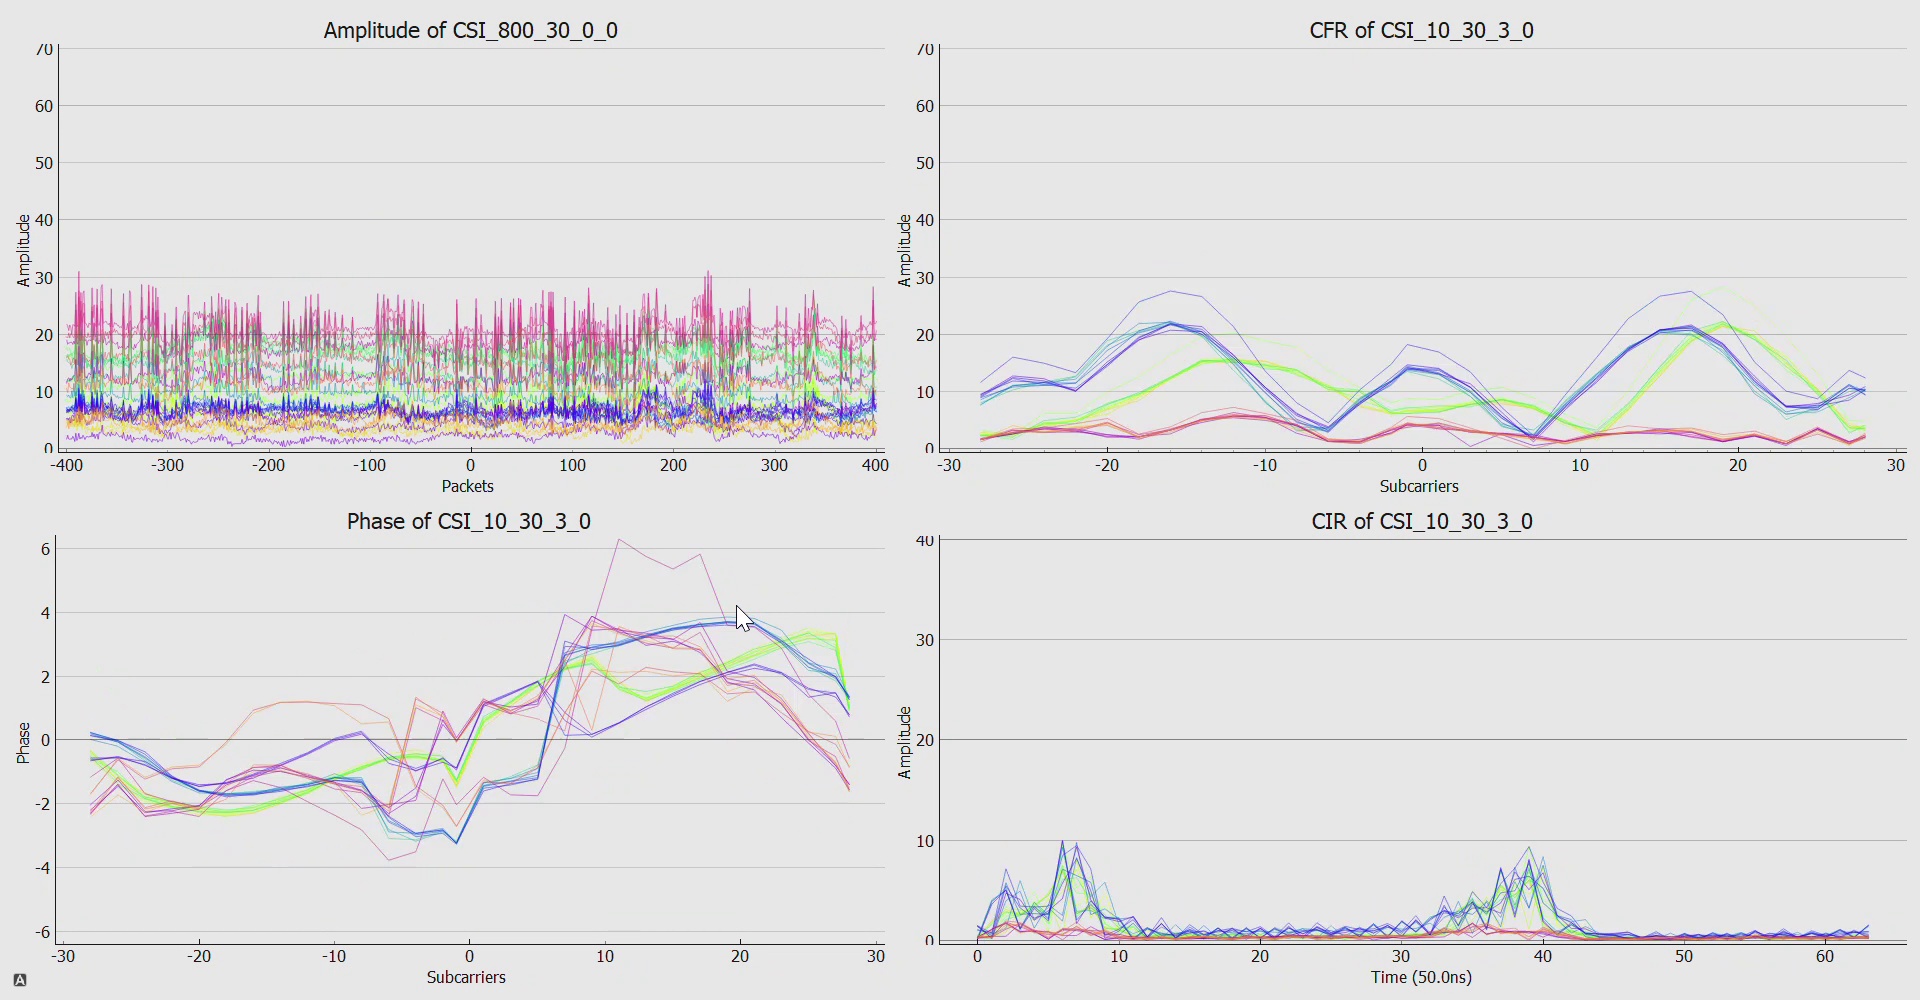 Amplitude of CSI_800_30_0_0
70
60
50
40
30
20
10
0
Amplitude
-400 -300 -200 -100 0 100 200 300 400
Packets
CFR of CSI_10_30_3_0
70
60
50
40
30
20
10
0
Amplitude
-30 -20 -10 0 10 20 30
Subcarriers
Phase of CSI_10_30_3_0
6
4
2
0
-2
-4
-6
Phase
-30 -20 -10 0 10 20 30
Subcarriers
A
CIR of CSI_10_30_3_0
40
30
20
10
0
Amplitude
0 10 20 30 40 50 60
Time (50.0ns)